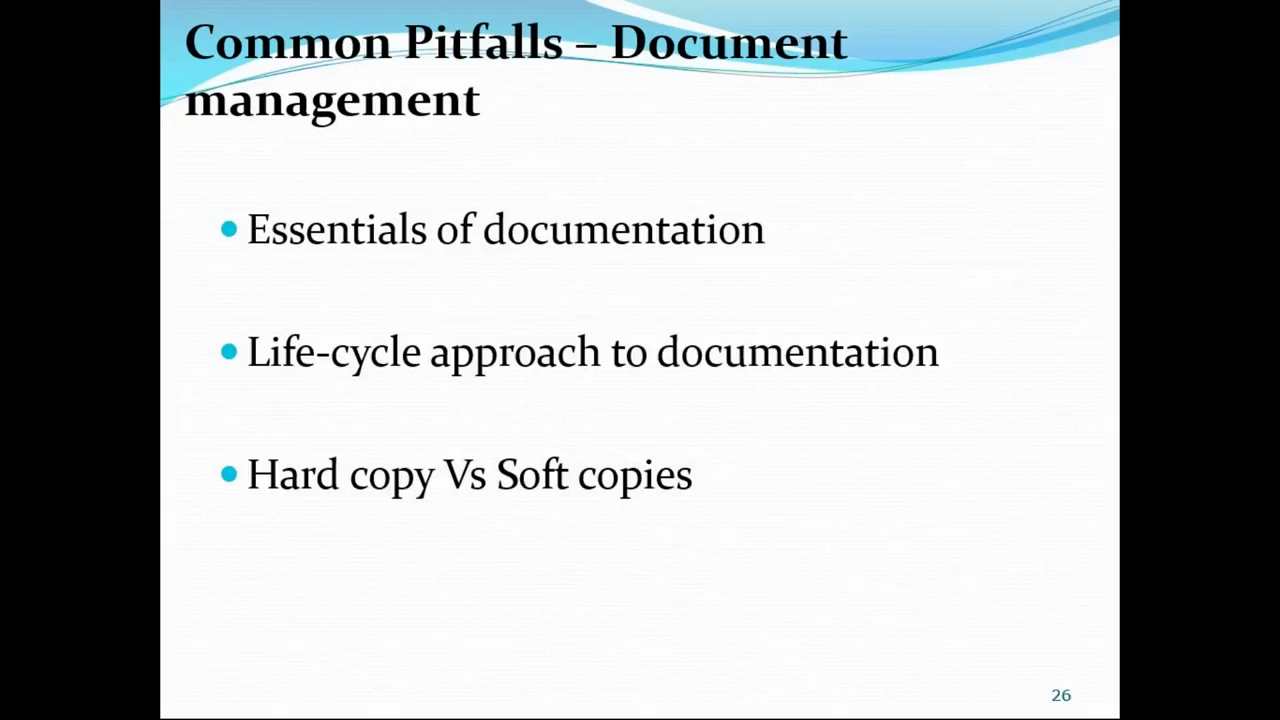 Common Pitfalls – Document
management
• Essentials of documentation
• Life-cycle approach to documentation
• Hard copy Vs Soft copies
26